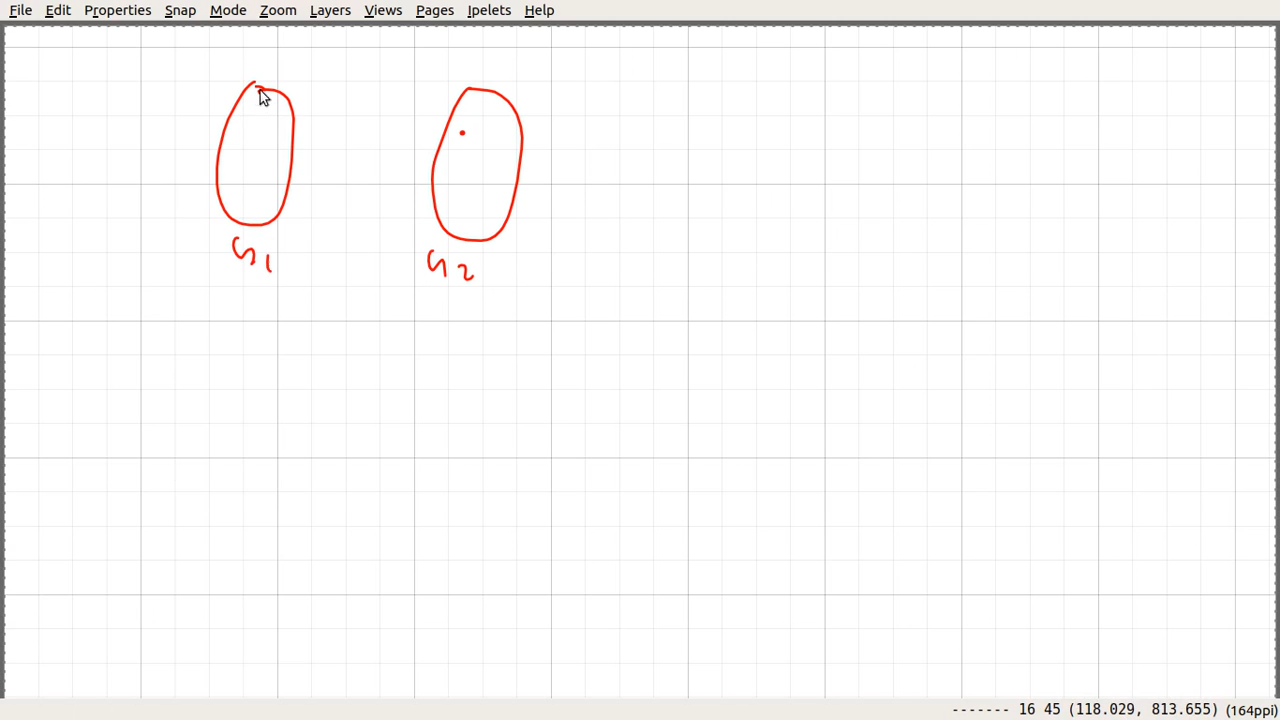 File Edit Properties Snap Mode Zoom Layers Views Pages Ipelets Help
G1 G2
------- 16 45 (118.029, 813.655) (164ppi)